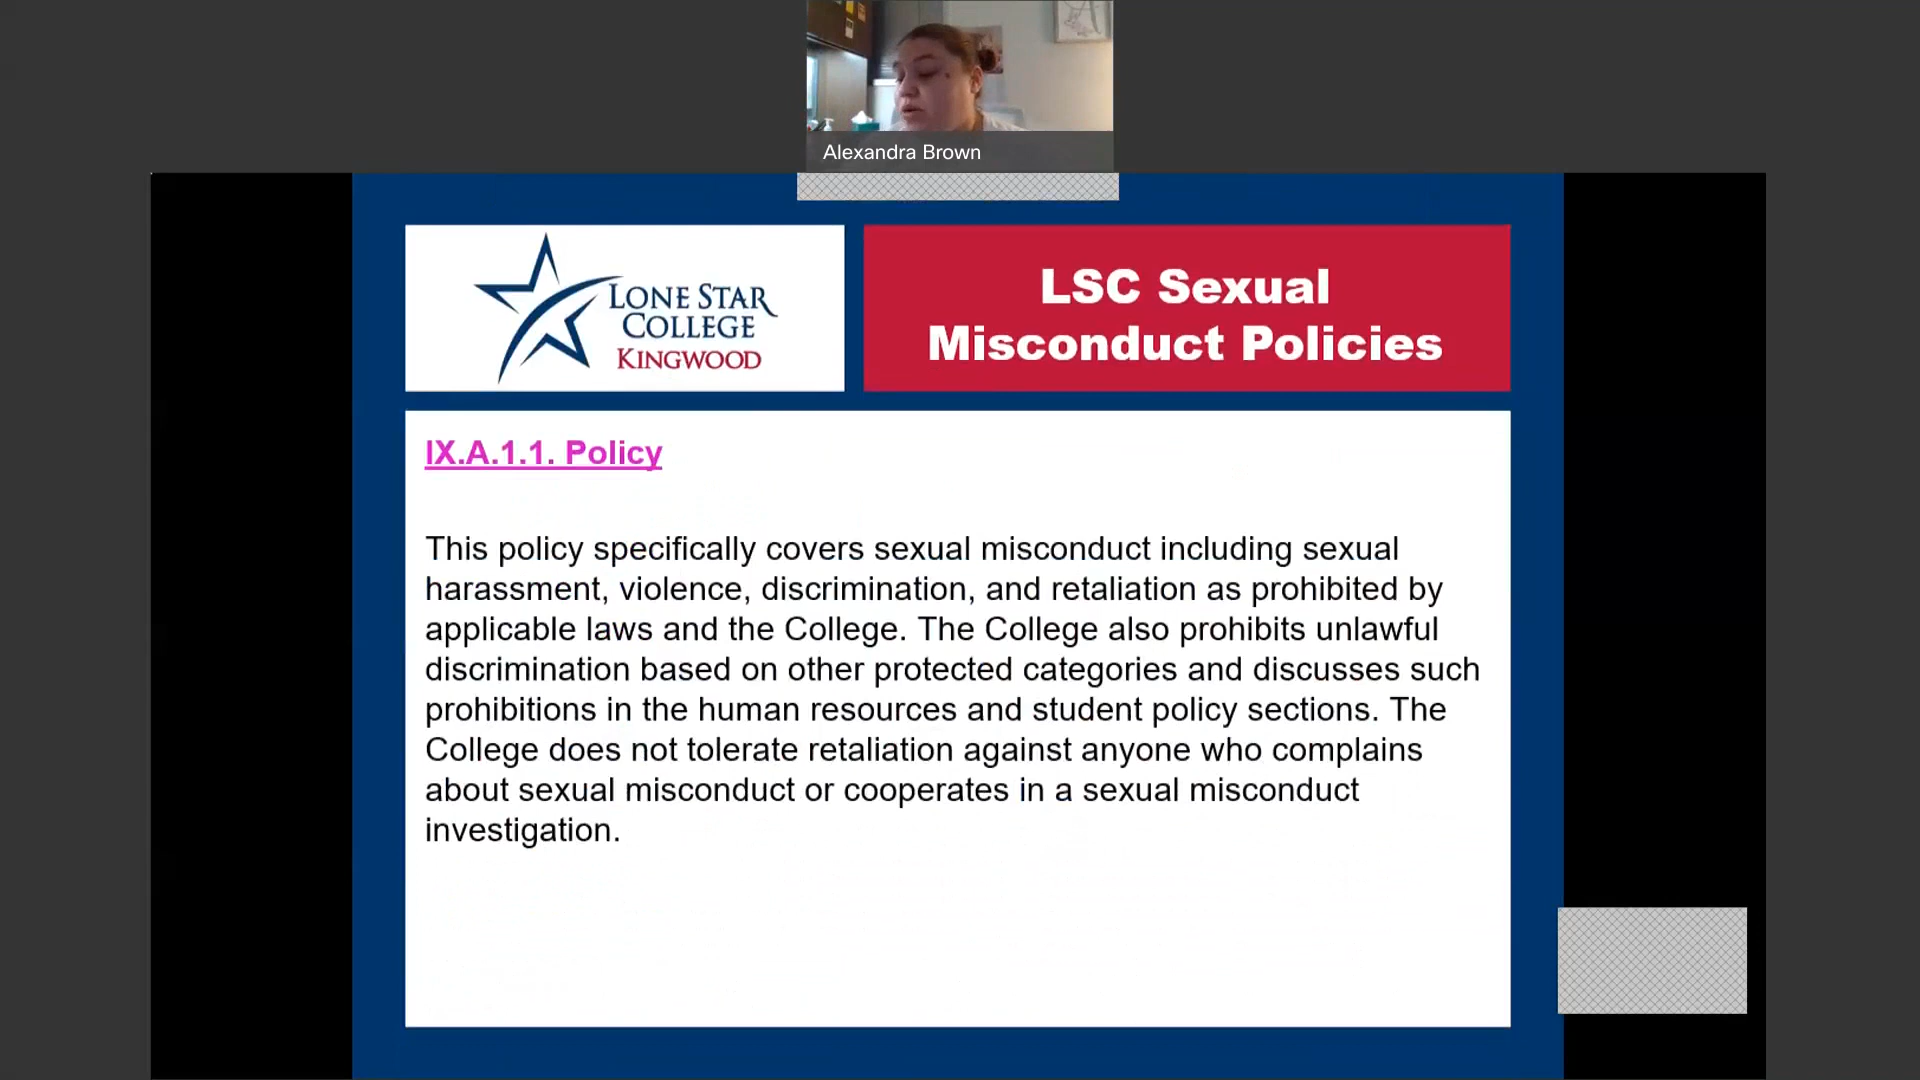 Alexandra Brown
LONE STAR
COLLEGE
KINGWOOD
LSC Sexual
Misconduct Policies
IX.A.1.1. Policy
This policy specifically covers sexual misconduct including sexual
harassment, violence, discrimination, and retaliation as prohibited by
applicable laws and the College. The College also prohibits unlawful
discrimination based on other protected categories and discusses such
prohibitions in the human resources and student policy sections. The
College does not tolerate retaliation against anyone who complains
about sexual misconduct or cooperates in a sexual misconduct
investigation.